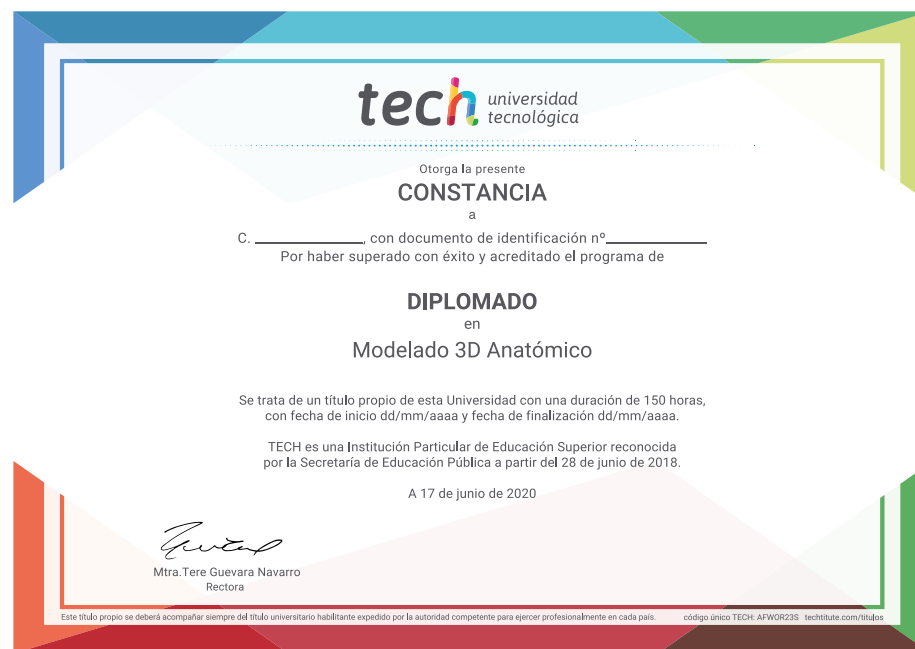 tech universidad
tecnológica
Otorga la presente
CONSTANCIA
a
C. ____________, con documento de identificación nº____________
Por haber superado con éxito y acreditado el programa de
DIPLOMADO
en
Modelado 3D Anatómico
Se trata de un título propio de esta Universidad con una duración de 150 horas,
con fecha de inicio dd/mm/aaaa y fecha de finalización dd/mm/aaaa.
TECH es una Institución Particular de Educación Superior reconocida
por la Secretaría de Educación Pública a partir del 28 de junio de 2018.
A 17 de junio de 2020
Mtra.Tere Guevara Navarro
Rectora
Este título propio se deberá acompañar siempre del título universitario habilitante expedido por la autoridad competente para ejercer profesionalmente en cada país. código único TECH: AFWOR23S techtitute.com/titulos